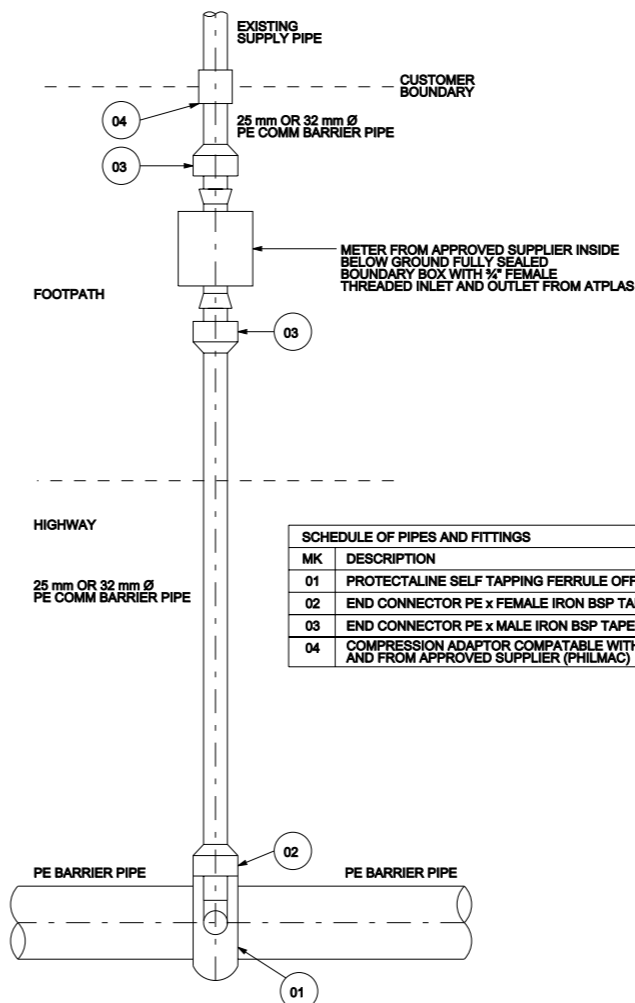 EXISTING
SUPPLY PIPE
CUSTOMER
BOUNDARY
04
25 mm OR 32 mm Ø
PE COMM BARRIER PIPE
03
METER FROM APPROVED SUPPLIER INSIDE
BELOW GROUND FULLY SEALED
BOUNDARY BOX WITH ¾" FEMALE
THREADED INLET AND OUTLET FROM ATPLAS
FOOTPATH
03
HIGHWAY
25 mm OR 32 mm Ø
PE COMM BARRIER PIPE
SCHEDULE OF PIPES AND FITTINGS
MK DESCRIPTION
01 PROTECTALINE SELF TAPPING FERRULE OFF
02 END CONNECTOR PE x FEMALE IRON BSP TA
03 END CONNECTOR PE x MALE IRON BSP TAPE
04 COMPRESSION ADAPTOR COMPATABLE WITH
AND FROM APPROVED SUPPLIER (PHILMAC)
02
PE BARRIER PIPE PE BARRIER PIPE
01